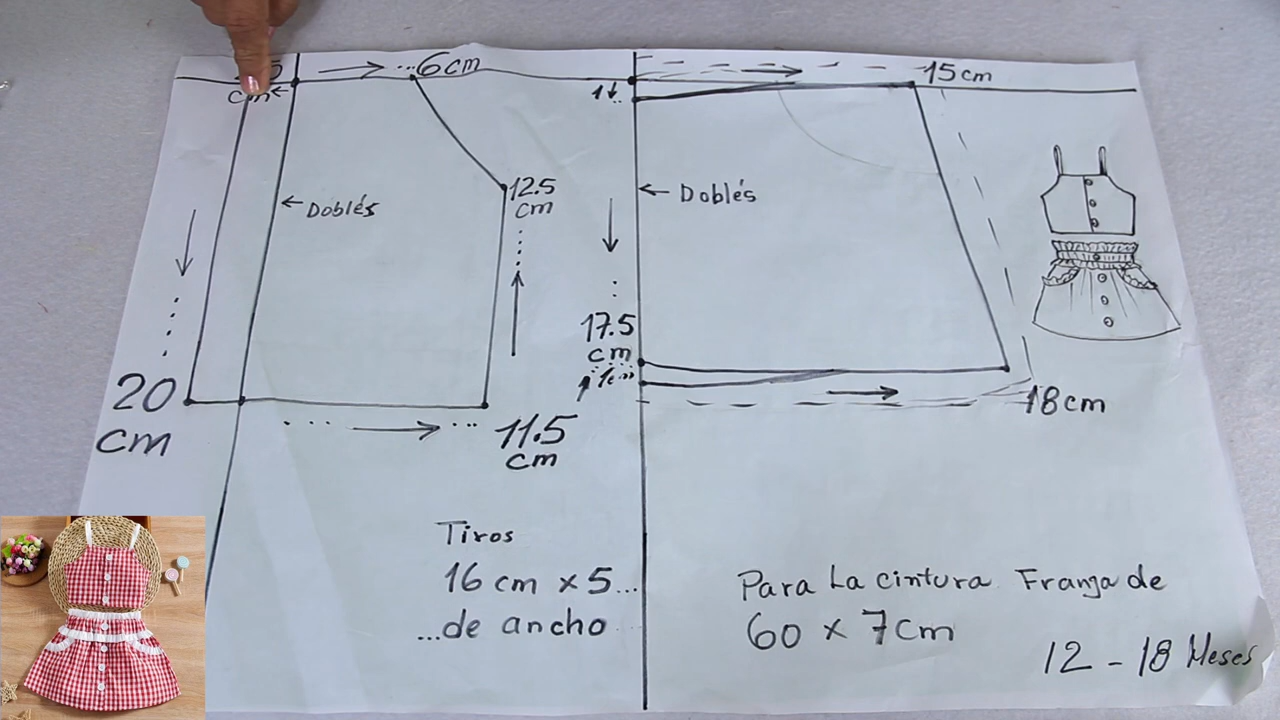 cm
6cm
Doblés
12.5
cm
20
cm
11.5
cm
Tiros
16 cm x 5...
...de ancho
15cm
1
Doblés
17.5
cm
18cm
Para La cintura Franja de
60 x 7cm
12 - 18 Meses